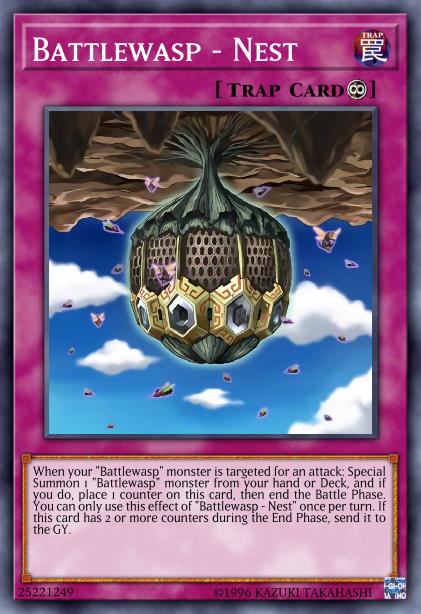 BATTLEWASP - NEST
TRAP
罠
[TRAP CARD∞]
When your "Battlewasp" monster is targeted for an attack: Special
Summon 1 "Battlewasp" monster from your hand or Deck, and if
you do, place 1 counter on this card, then end the Battle Phase.
You can only use this effect of "Battlewasp - Nest" once per turn. If
this card has 2 or more counters during the End Phase, send it to
the GY.
25221249
©1996 KAZUKI TAKAHASHI